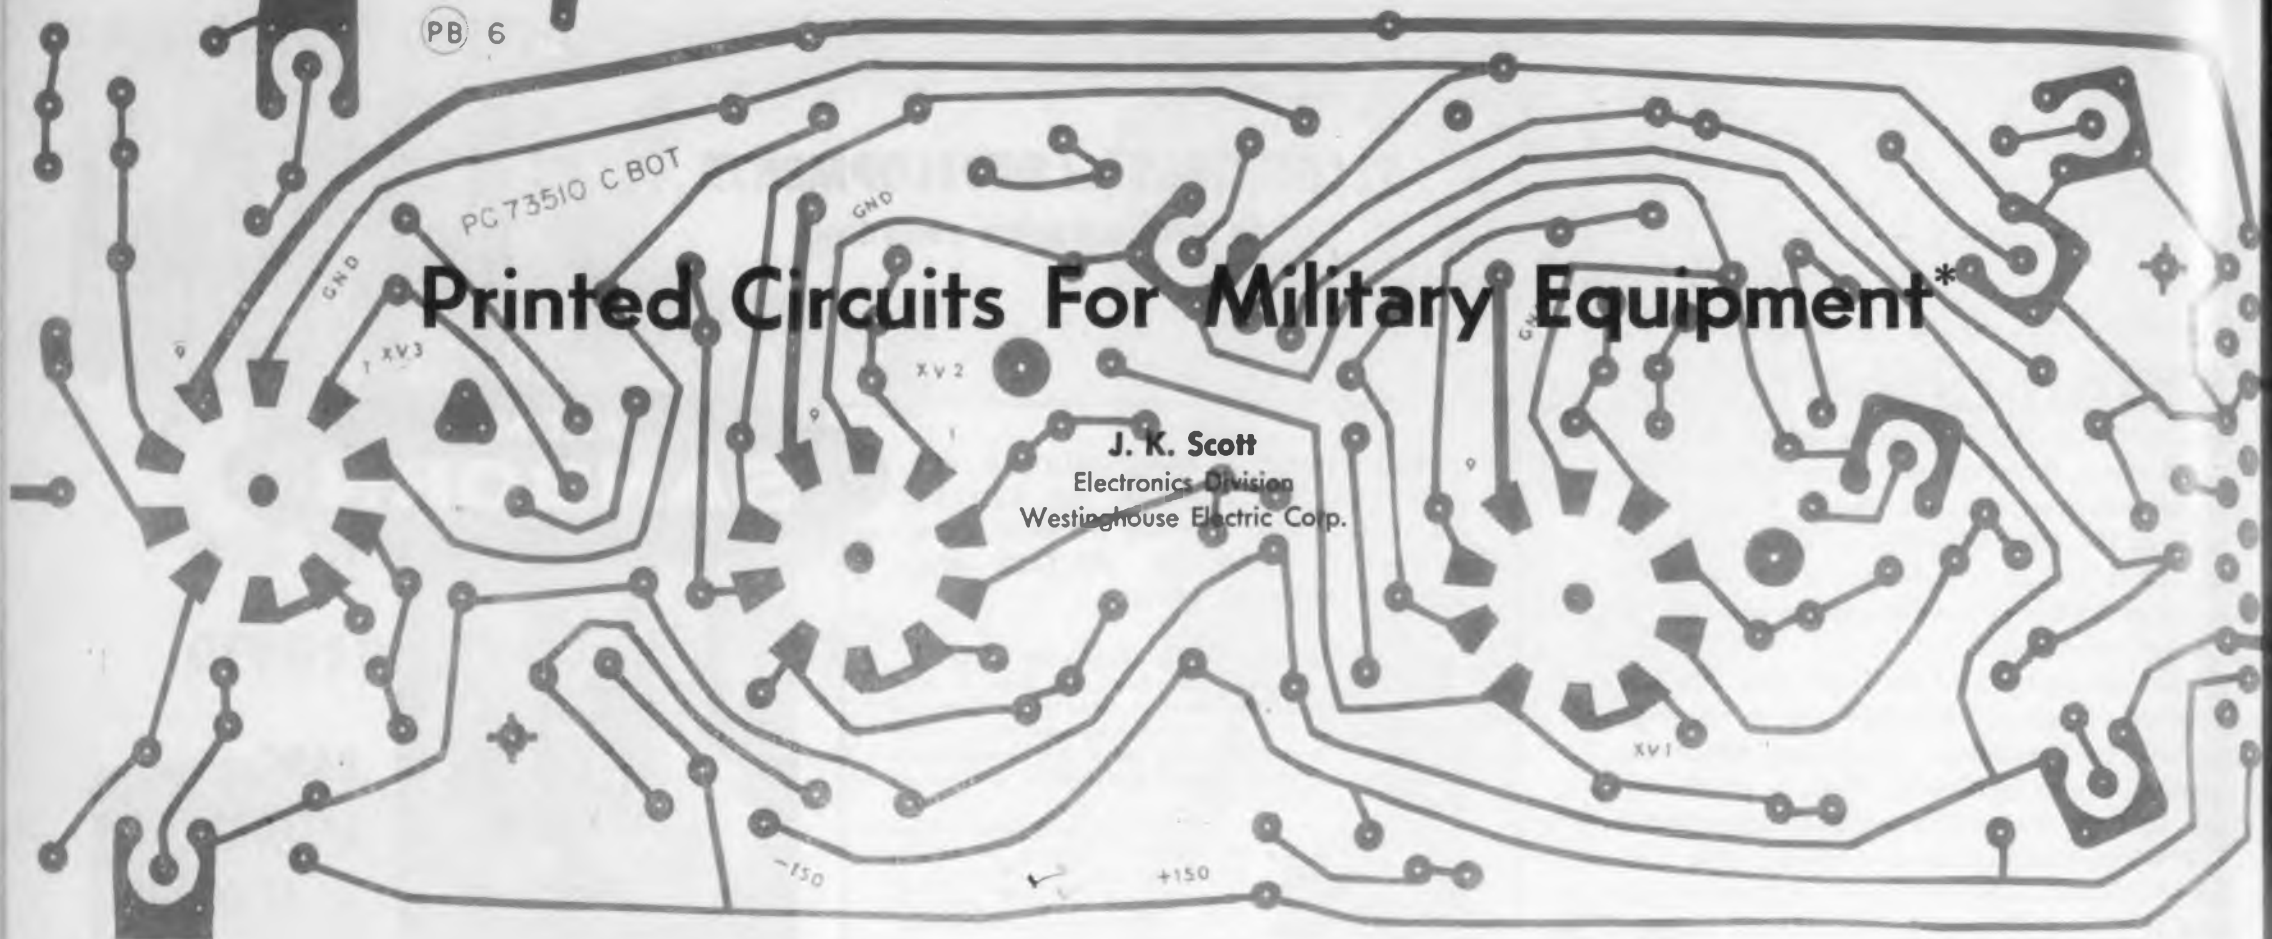 PB 6
PC 73510 C BOT
GND
GND
Printed Circuits For Military Equipment*
9
7 XV3
XV2
9
J. K. Scott
9
Electronics Division
Westinghouse Electric Corp.
XV1
-150
+150